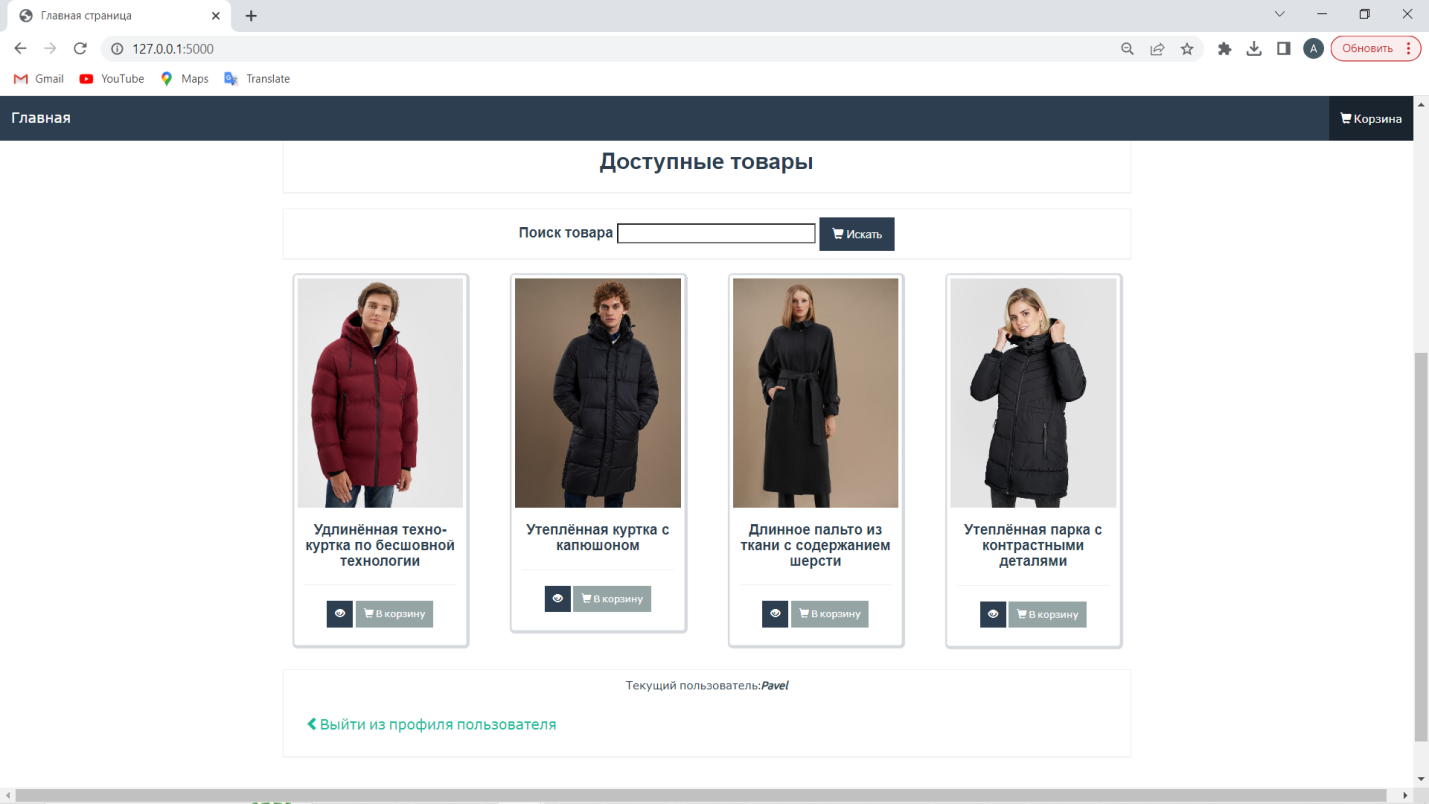 Главная страница
127.0.0.1:5000
A
Обновить
Gmail YouTube Maps Translate
Главная
Корзина
Доступные товары
Поиск товара
Искать
Удлинённая техно-
куртка по бесшовной
технологии
В корзину
Утеплённая куртка с
капюшоном
В корзину
Длинное пальто из
ткани с содержанием
шерсти
В корзину
Утеплённая парка с
контрастными
деталями
В корзину
Текущий пользователь:Pavel
Выйти из профиля пользователя